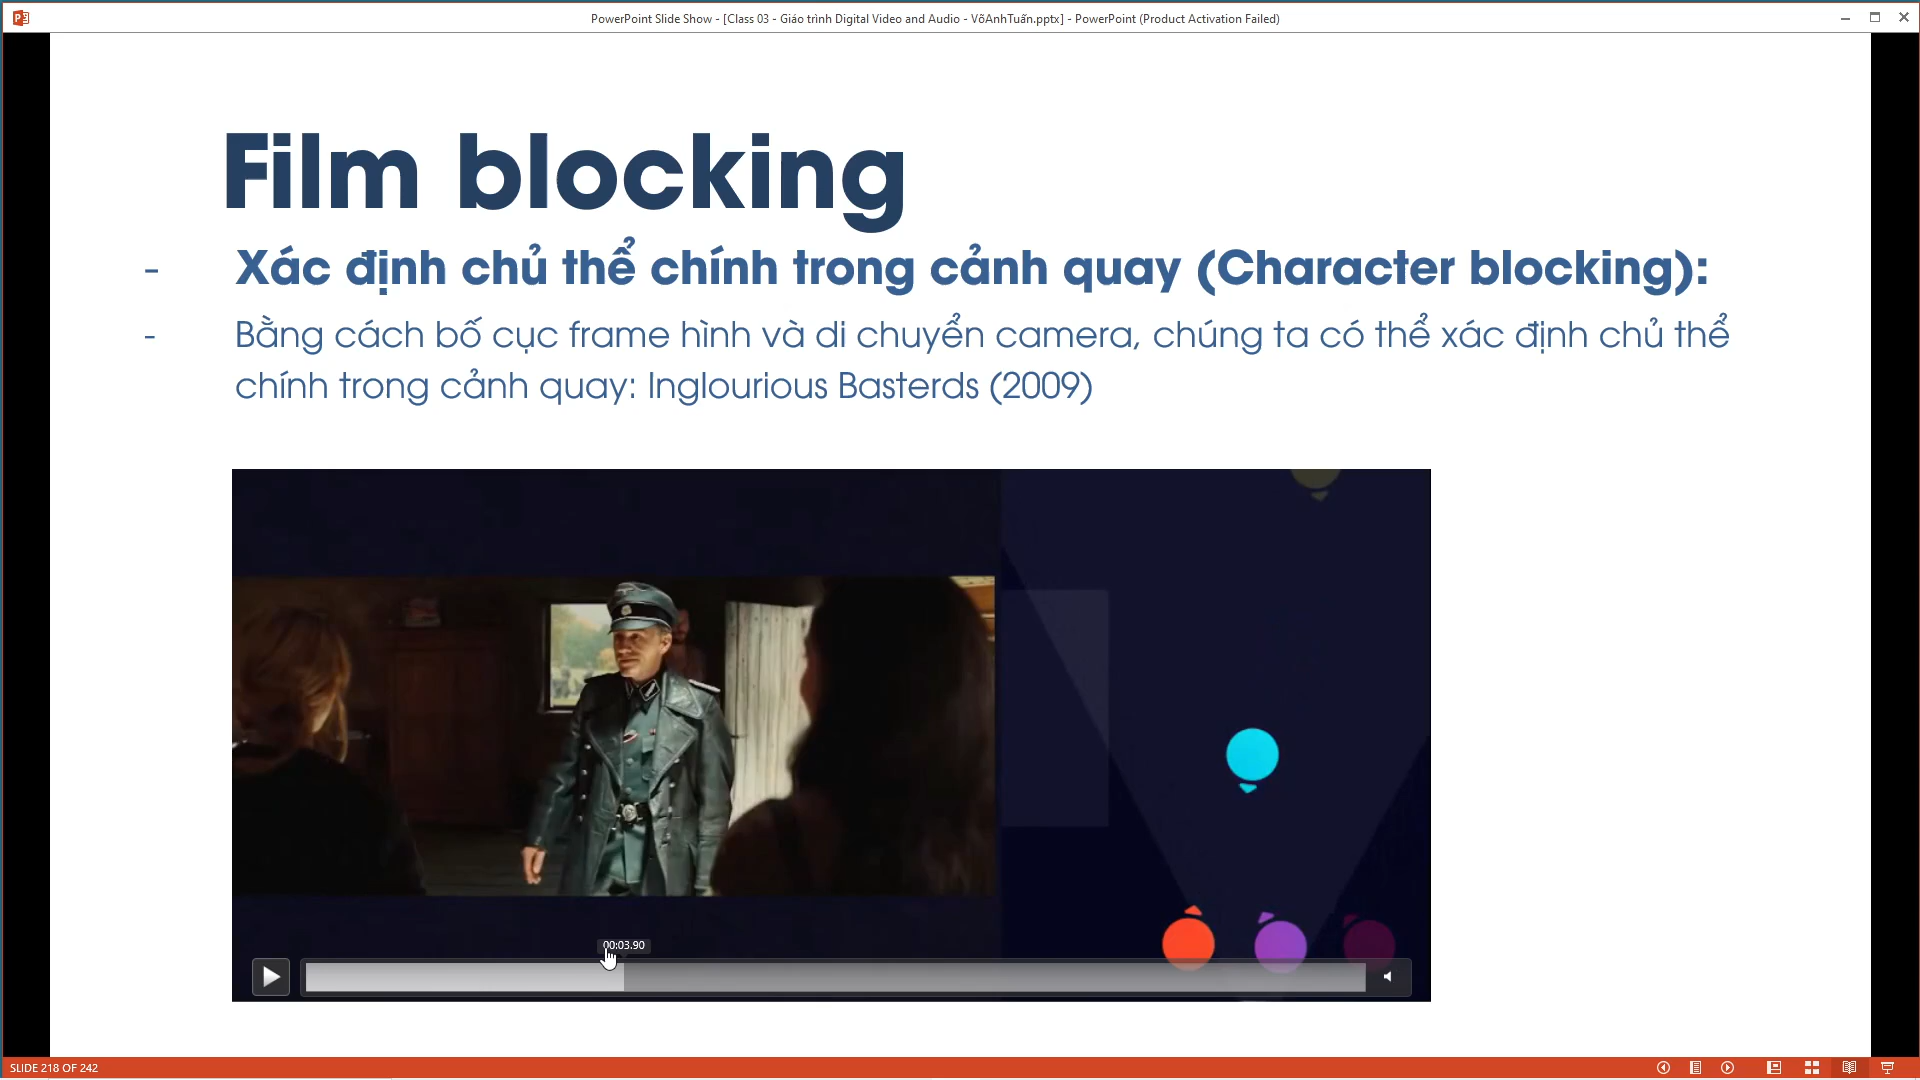 PowerPoint Slide Show - [Class 03 - Giáo trình Digital Video and Audio - VõAnhTuấn.pptx] - PowerPoint (Product Activation Failed)
Film blocking
- Xác định chủ thể chính trong cảnh quay (Character blocking):
- Bằng cách bố cục frame hình và di chuyển camera, chúng ta có thể xác định chủ thể
chính trong cảnh quay: Inglourious Basterds (2009)
00:03.90
SLIDE 218 OF 242